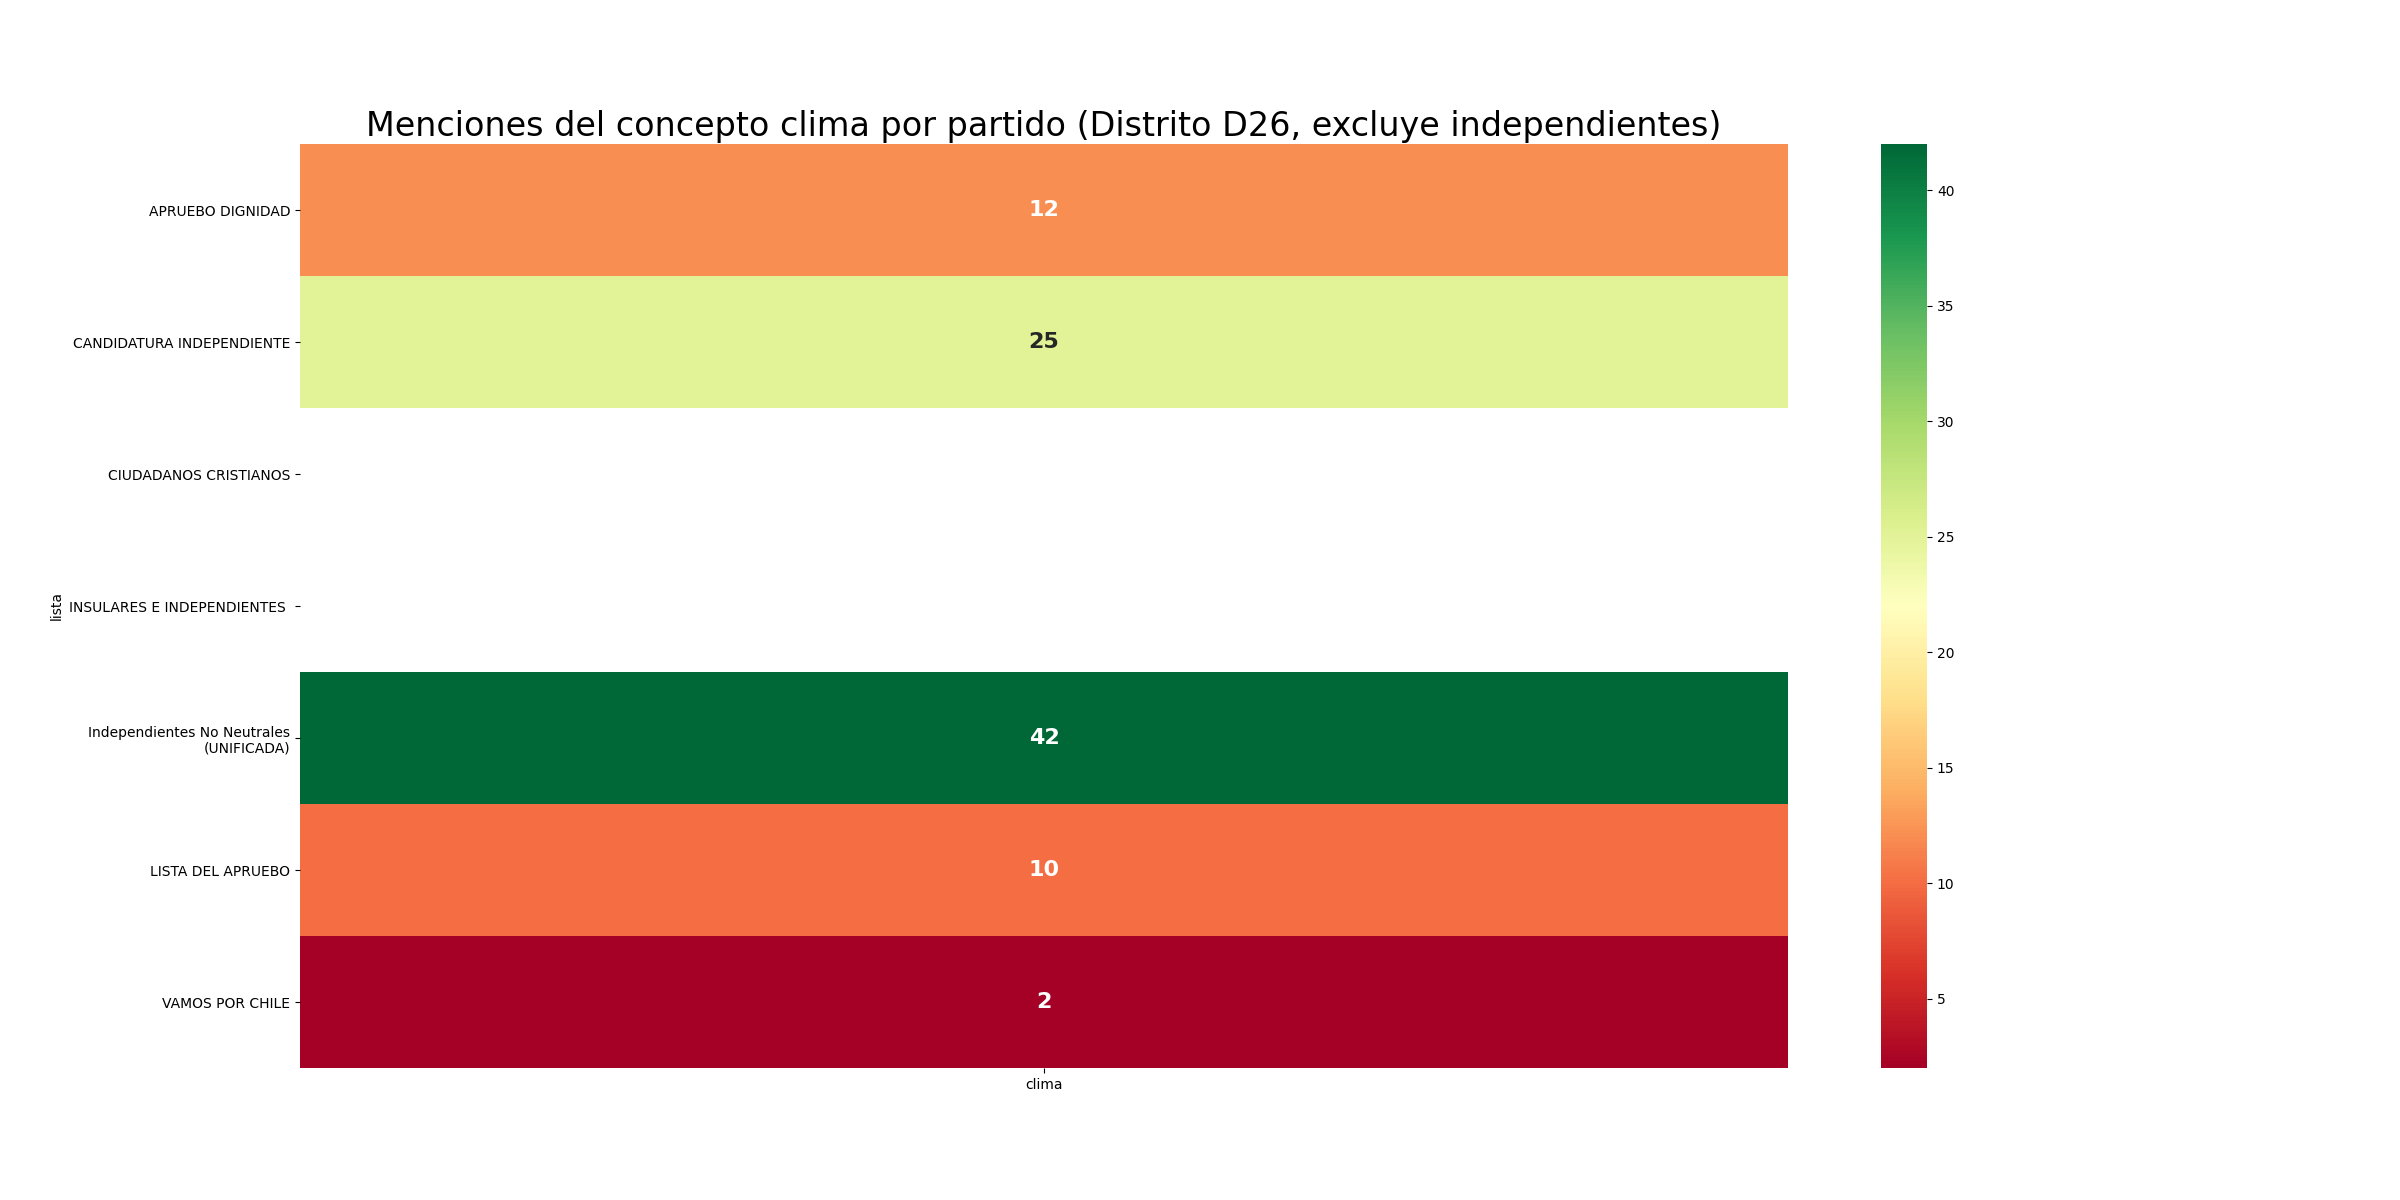 Menciones del concepto clima por partido (Distrito D26, excluye independientes)
APRUEBO DIGNIDAD
12
CANDIDATURA INDEPENDIENTE
25
CIUDADANOS CRISTIANOS
INSULARES E INDEPENDIENTES
Independientes No Neutrales
(UNIFICADA)
42
LISTA DEL APRUEBO
10
VAMOS POR CHILE
2
lista
clima
40
35
30
25
20
15
10
5